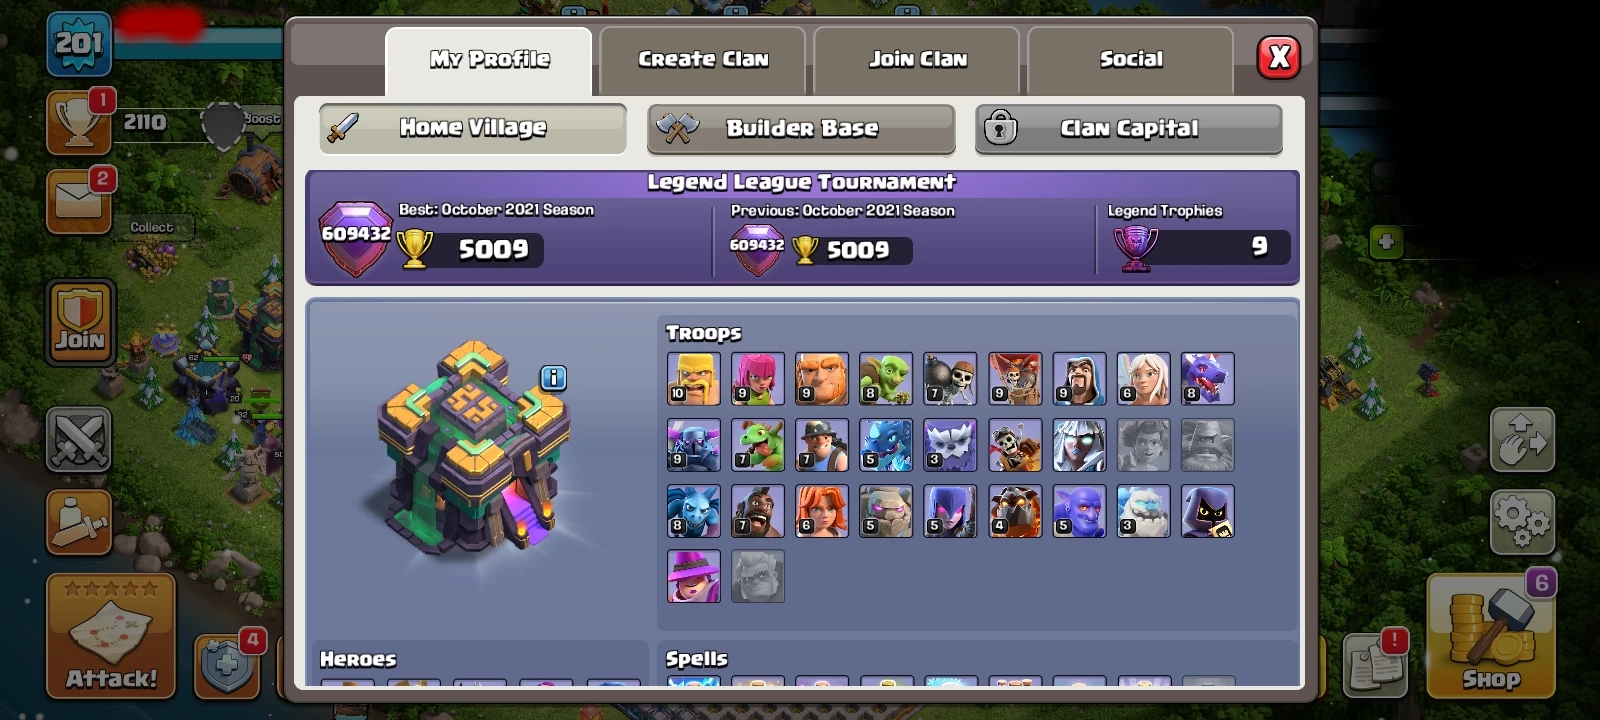 201
My Profile
Create Clan
Join Clan
Social
X
1
2110
Boost
Home Village
Builder Base
Clan Capital
Legend League Tournament
Best: October 2021 Season
609432
5009
Previous: October 2021 Season
609432
5009
Legend Trophies
9
2
Collect
Join
i
Troops
10 9 9 8 7 9 9 6 8
9 7 7 5 3
8 7 6 5 5 4 5 3
Heroes
Spells
Attack!
4
!
6
Shop